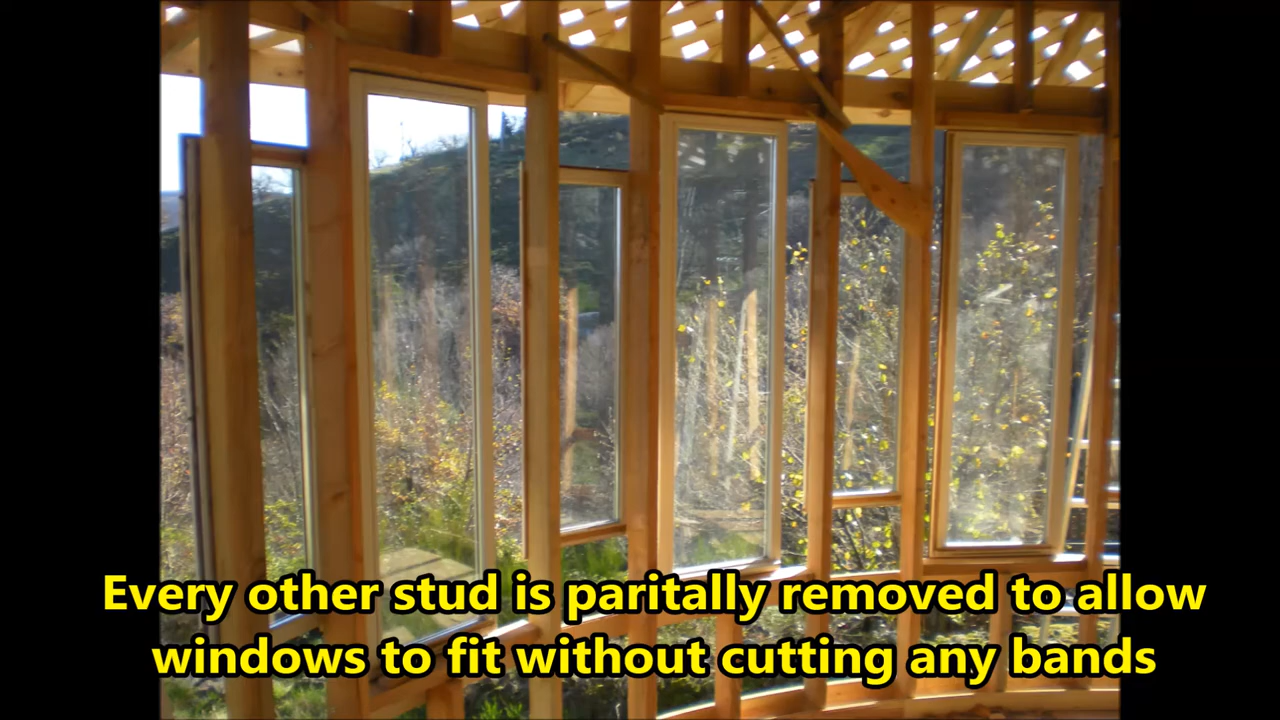 Every other stud is paritally removed to allow
windows to fit without cutting any bands